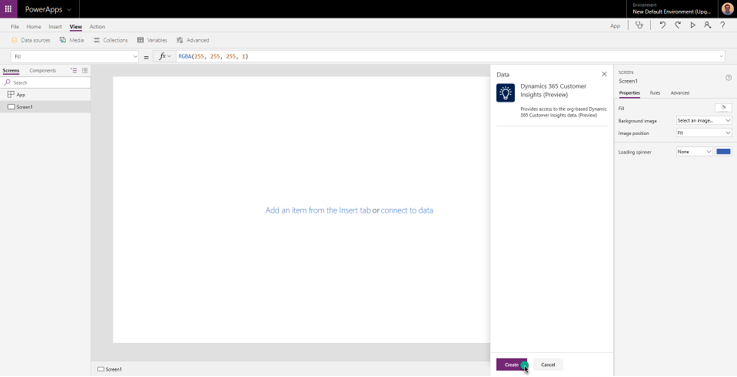 PowerApps
Environment
New Default Environment (Upg...
File Home Insert View Action
App
Data sources Media Collections Variables Advanced
Fill = fx RGBA(255, 255, 255, 1)
Screens Components
Search
App
Screen1
Add an item from the Insert tab or connect to data
Data
Dynamics 365 Customer
Insights (Preview)
Provides access to the org-based Dynamic
365 Customer Insights data. (Preview)
Create Cancel
SCREEN
Screen1
Properties Rules Advanced
Fill
Background image Select an image...
Image position Fill
Loading spinner None
Screen1